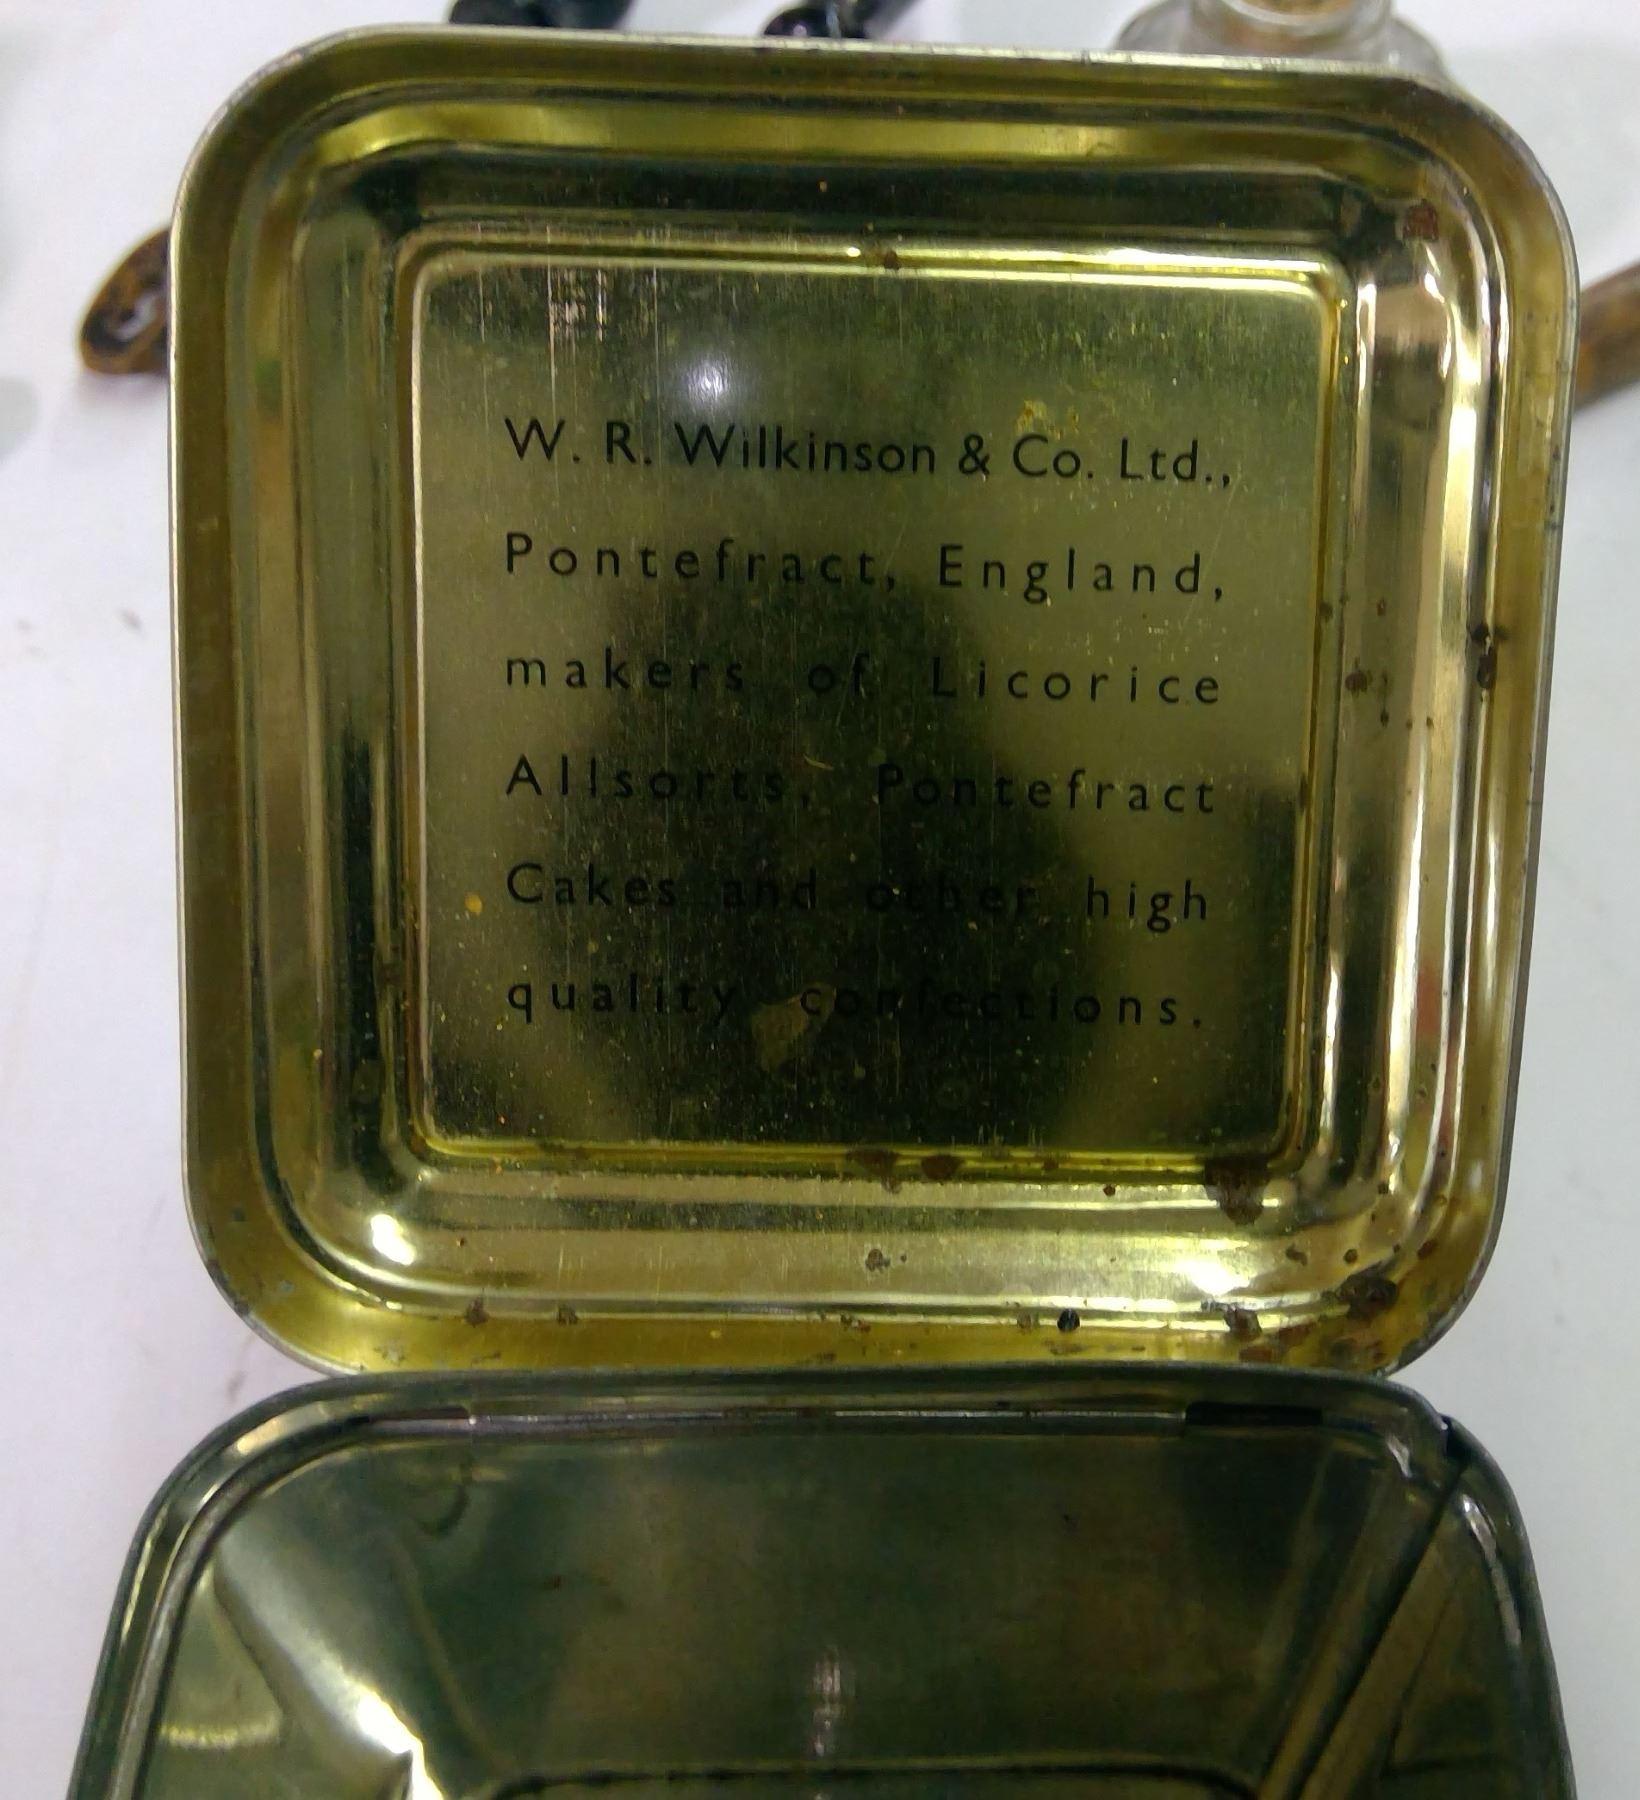 W. R. Wilkinson & Co. Ltd.,
Pontefract, England,
makers of Licorice
Allsorts, Pontefract
Cakes and other high
quality confections.